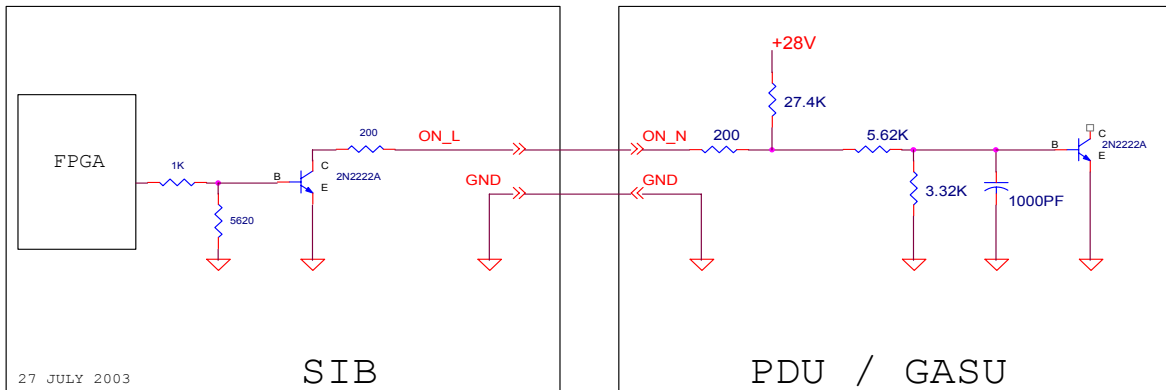 +28V
27.4K
FPGA
1K
B
C
E
2N2222A
5620
200
ON_L
GND
ON_N
GND
200
5.62K
3.32K
1000PF
B
C
2N2222A
E
27 JULY 2003
SIB
PDU / GASU